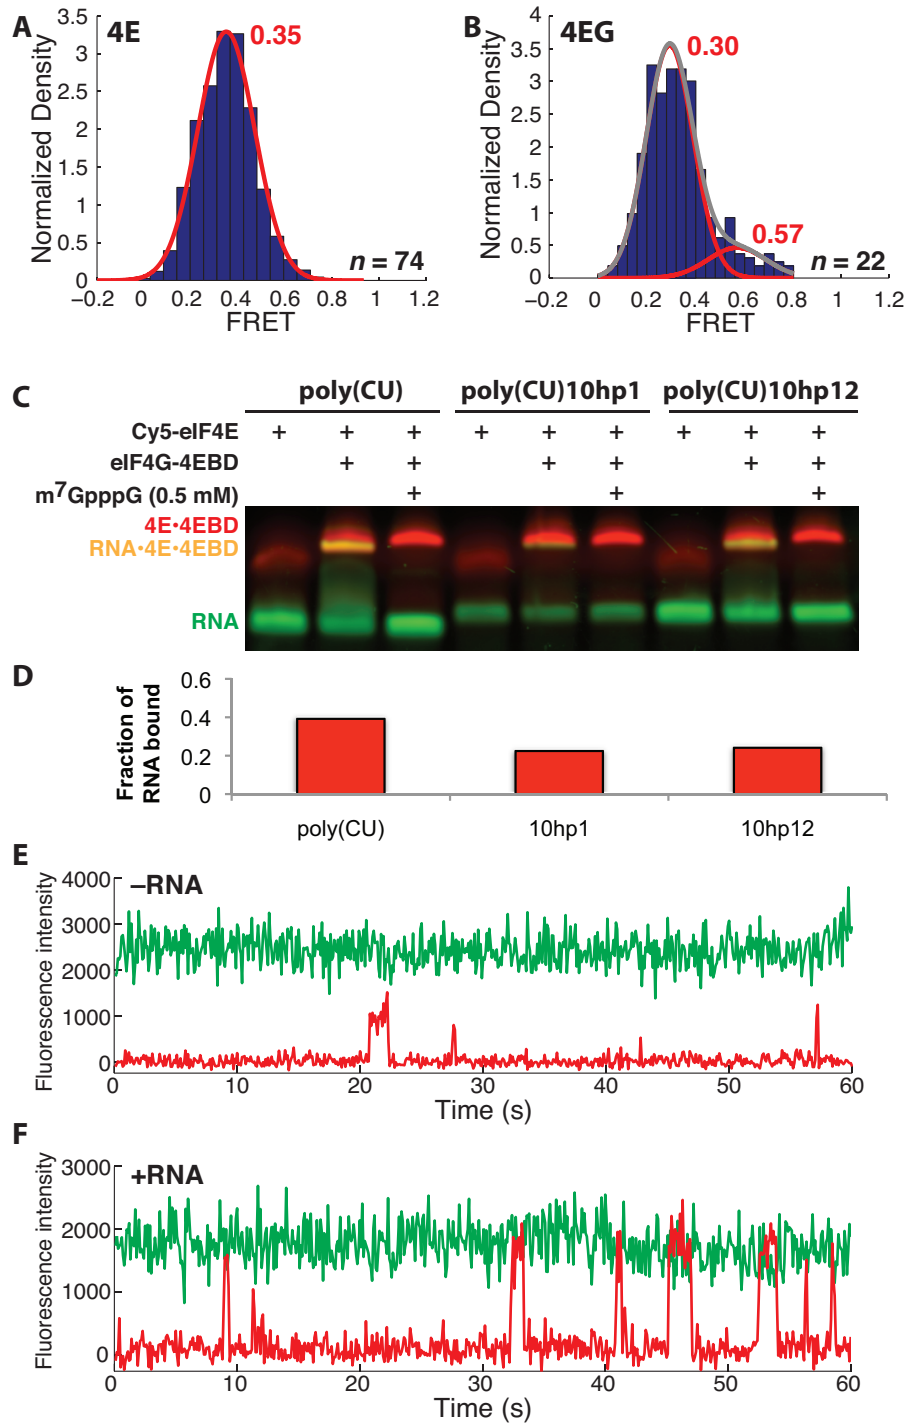 A
4E
0.35
n = 74
Normalized Density
3.5
3
2.5
2
1.5
1
0.5
0
−0.2 0 0.2 0.4 0.6 0.8 1 1.2
FRET
B
4EG
0.30
0.57
n = 22
Normalized Density
4
3.5
3
2.5
2
1.5
1
0.5
0
−0.2 0 0.2 0.4 0.6 0.8 1 1.2
FRET
C
poly(CU) poly(CU)10hp1 poly(CU)10hp12
Cy5-eIF4E + + + + + + + + +
eIF4G-4EBD + + + + + +
m7GpppG (0.5 mM) + + +
4E•4EBD
RNA•4E•4EBD
RNA
D
Fraction of
RNA bound
0.6
0.4
0.2
0
poly(CU) 10hp1 10hp12
E
–RNA
Fluorescence intensity
4000
3000
2000
1000
0
0 10 20 30 40 50 60
Time (s)
F
+RNA
Fluorescence intensity
3000
2000
1000
0
0 10 20 30 40 50 60
Time (s)